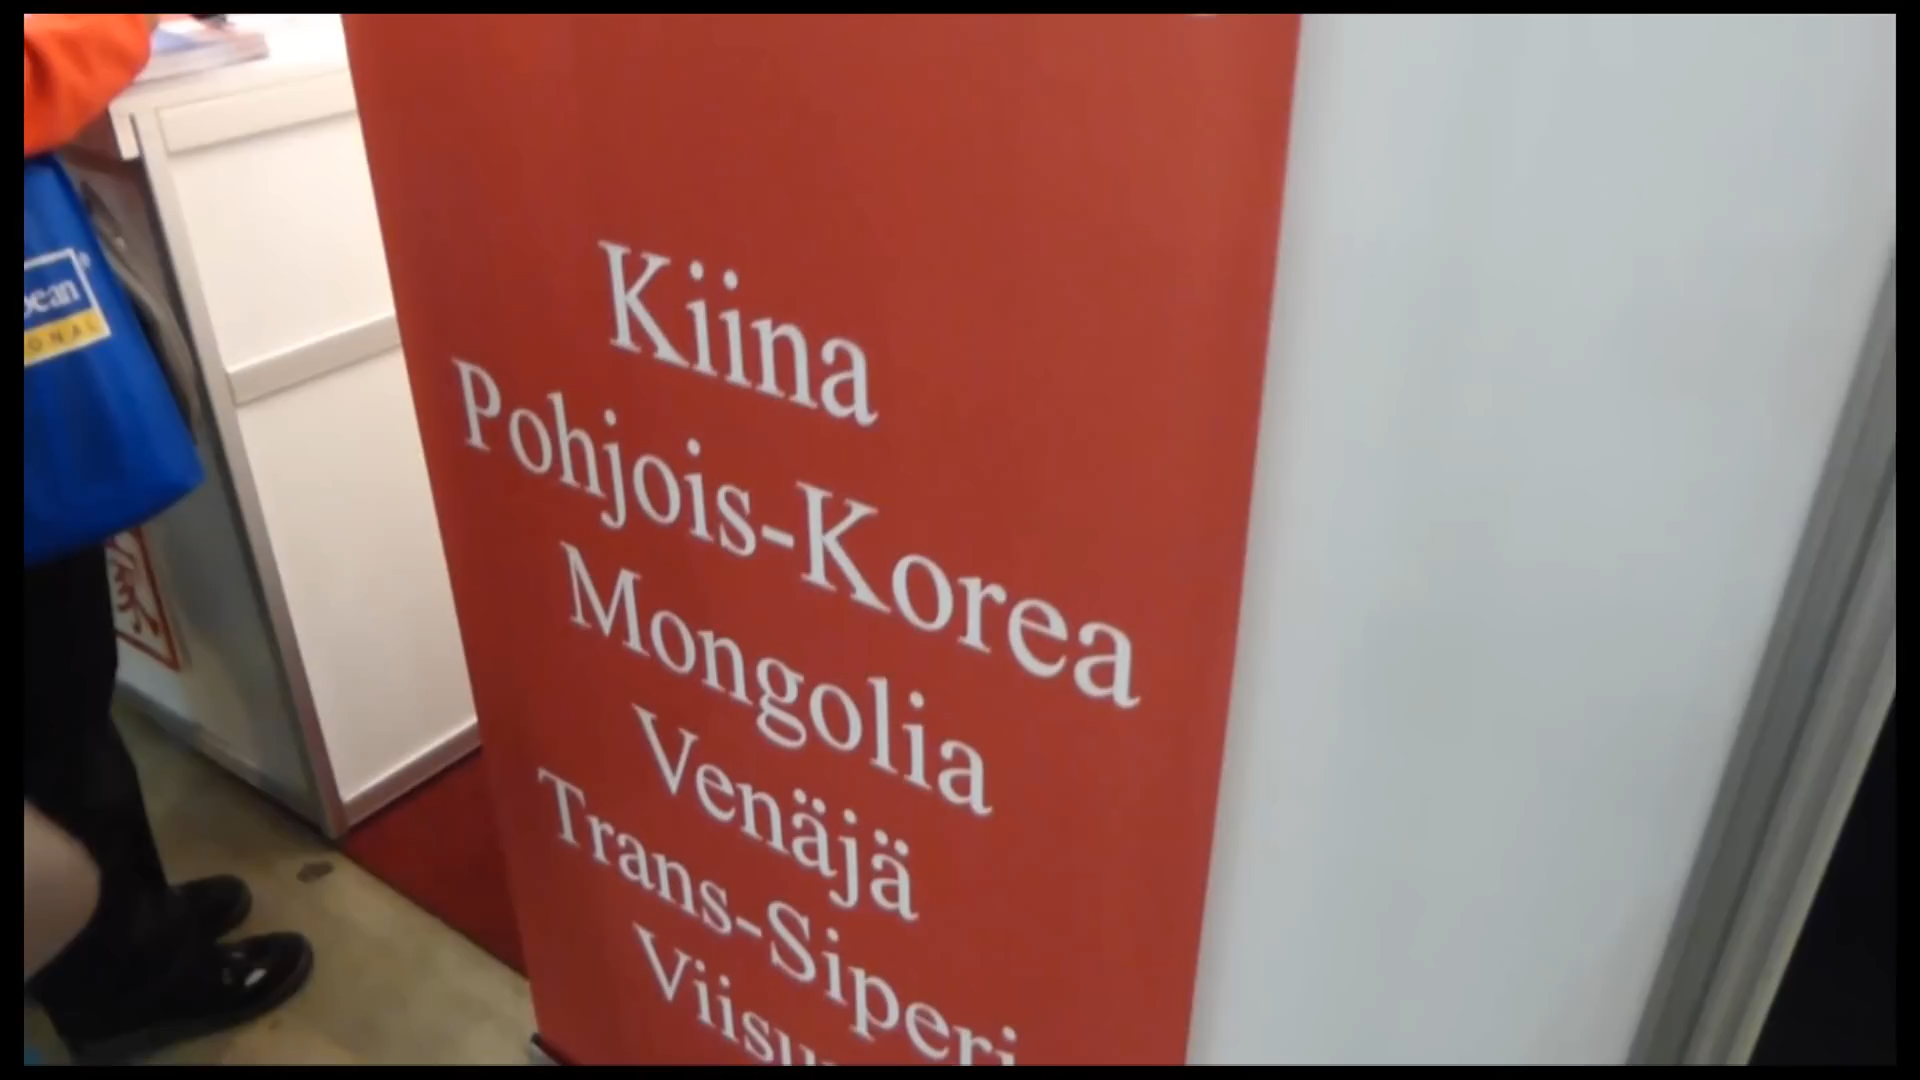 Kiina
Pohjois-Korea
Mongolia
Venäjä
Trans-Siperi